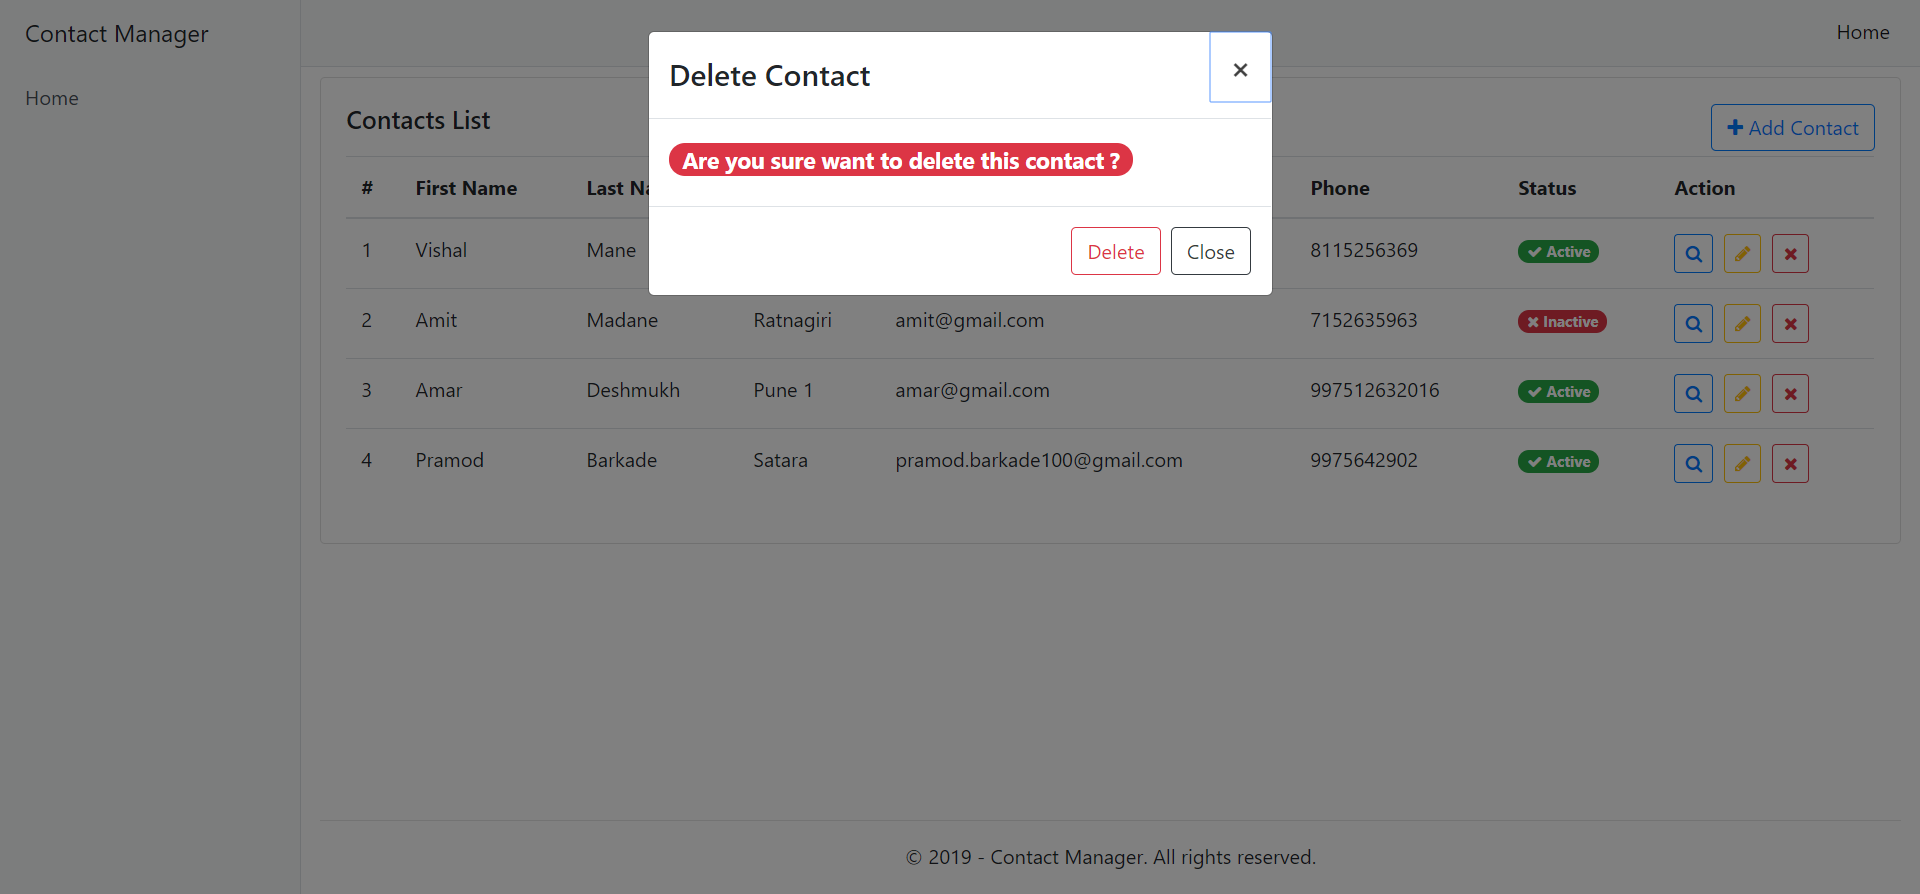 Contact Manager
Home
Home
Delete Contact
×
Are you sure want to delete this contact ?
Delete Close
Contacts List
Add Contact
# First Name Last Na Phone Status Action
1 Vishal Mane 8115256369 Active
2 Amit Madane Ratnagiri amit@gmail.com 7152635963 Inactive
3 Amar Deshmukh Pune 1 amar@gmail.com 997512632016 Active
4 Pramod Barkade Satara pramod.barkade100@gmail.com 9975642902 Active
© 2019 - Contact Manager. All rights reserved.